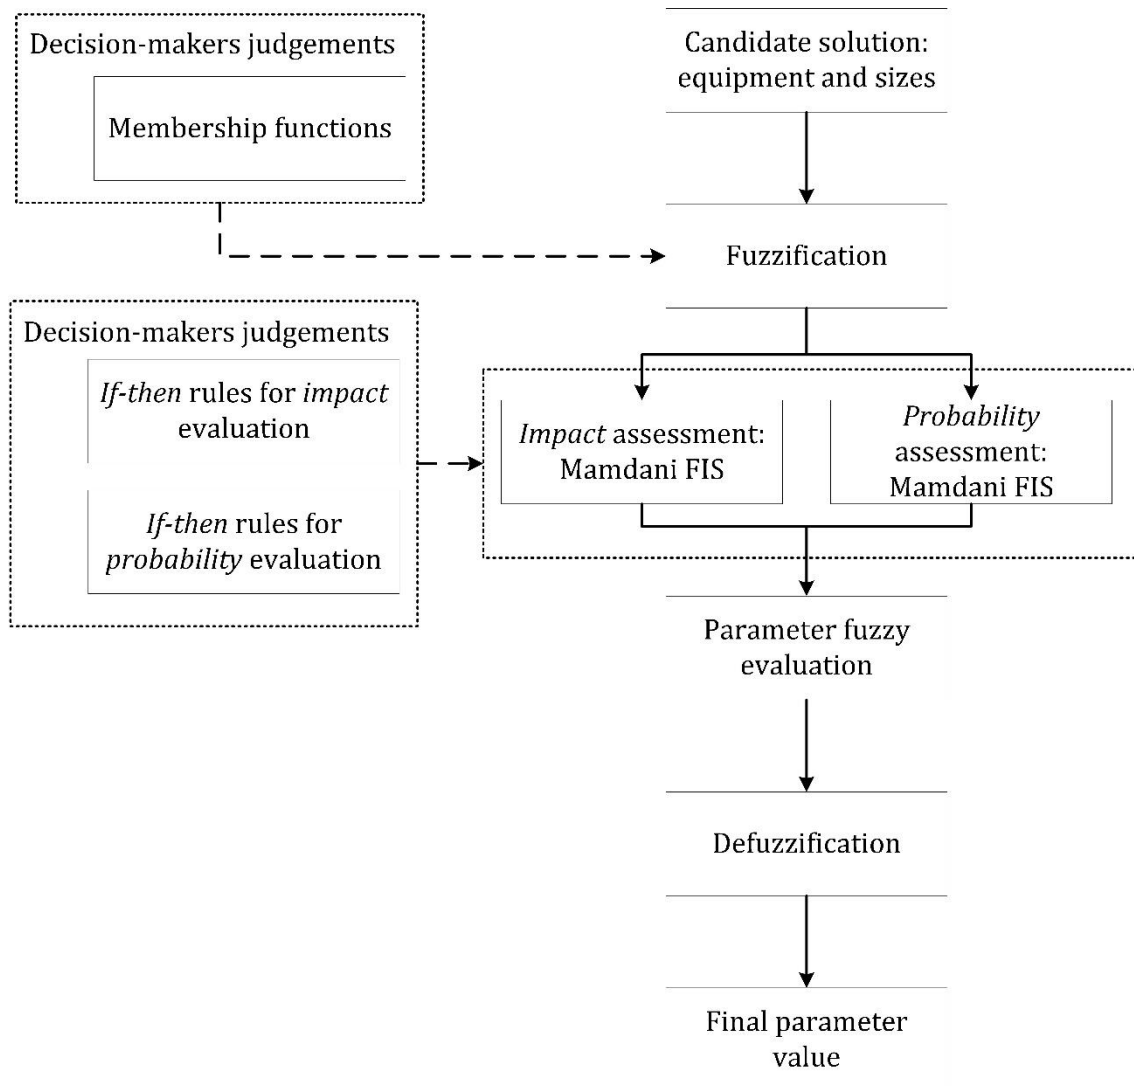 Decision-makers judgements
Membership functions
Candidate solution:
equipment and sizes
Fuzzification
Decision-makers judgements
If-then rules for impact
evaluation
If-then rules for
probability evaluation
Impact assessment:
Mamdani FIS
Probability
assessment:
Mamdani FIS
Parameter fuzzy
evaluation
Defuzzification
Final parameter
value